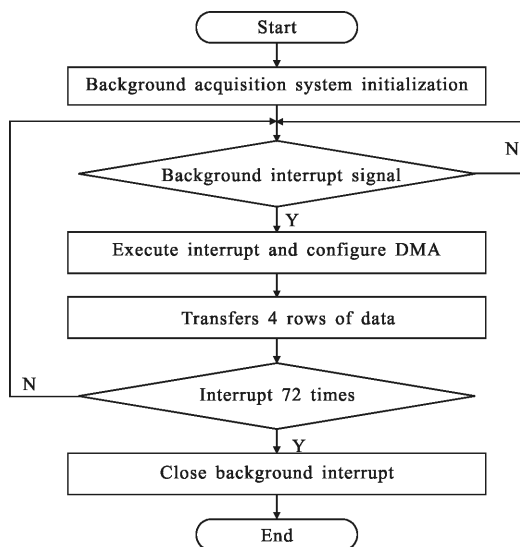 Start
Background acquisition system initialization
N
Background interrupt signal
Y
Execute interrupt and configure DMA
Transfers 4 rows of data
N
Interrupt 72 times
Y
Close background interrupt
End